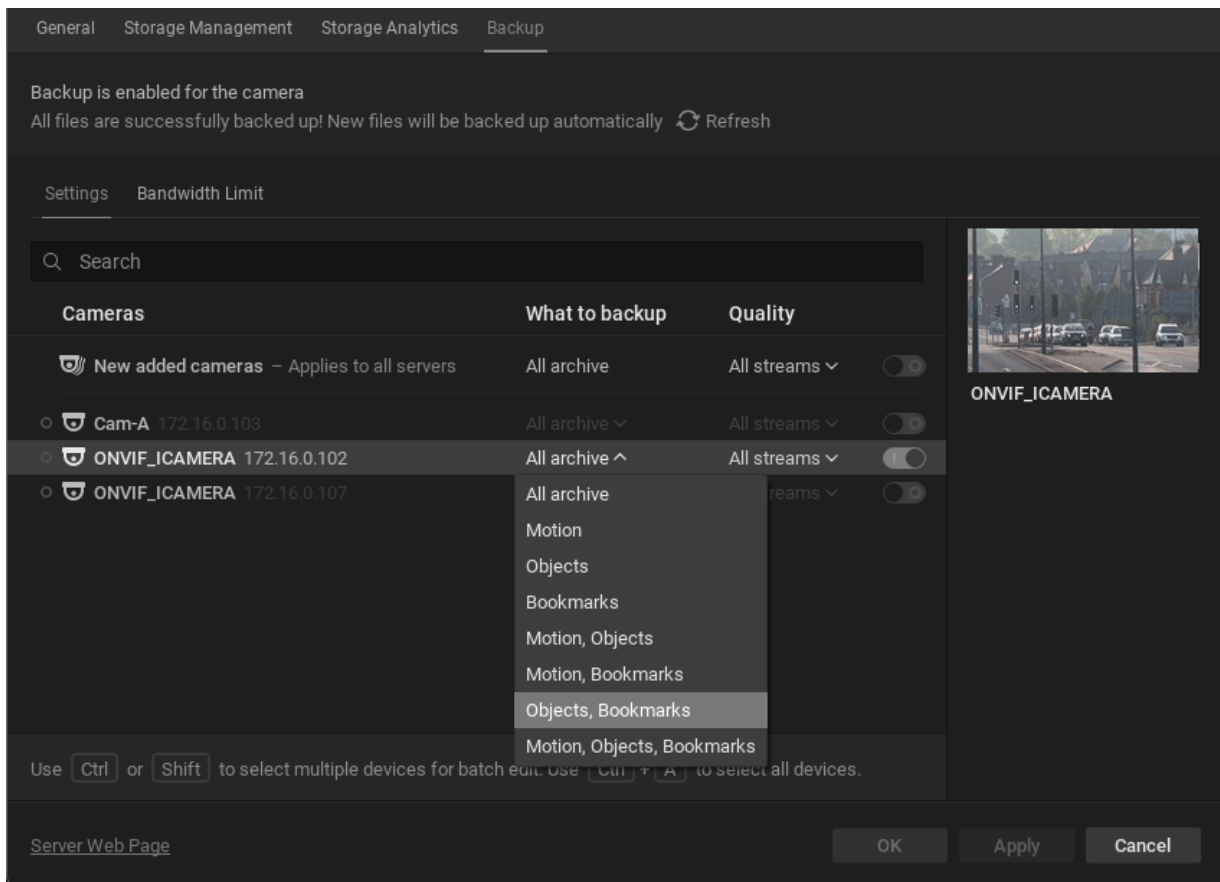 General Storage Management Storage Analytics Backup
Backup is enabled for the camera
All files are successfully backed up! New files will be backed up automatically Refresh
Settings Bandwidth Limit
Search
Cameras What to backup Quality
New added cameras – Applies to all servers All archive All streams
ONVIF_ICAMERA
Cam-A 172.16.0.103 All archive All streams
ONVIF_ICAMERA 172.16.0.102 All archive All streams
ONVIF_ICAMERA 172.16.0.107
All archive
Motion
Objects
Bookmarks
Motion, Objects
Motion, Bookmarks
Objects, Bookmarks
Motion, Objects, Bookmarks
Use Ctrl or Shift to select multiple devices for batch edit. Use Ctrl + A to select all devices.
Server Web Page OK Apply Cancel